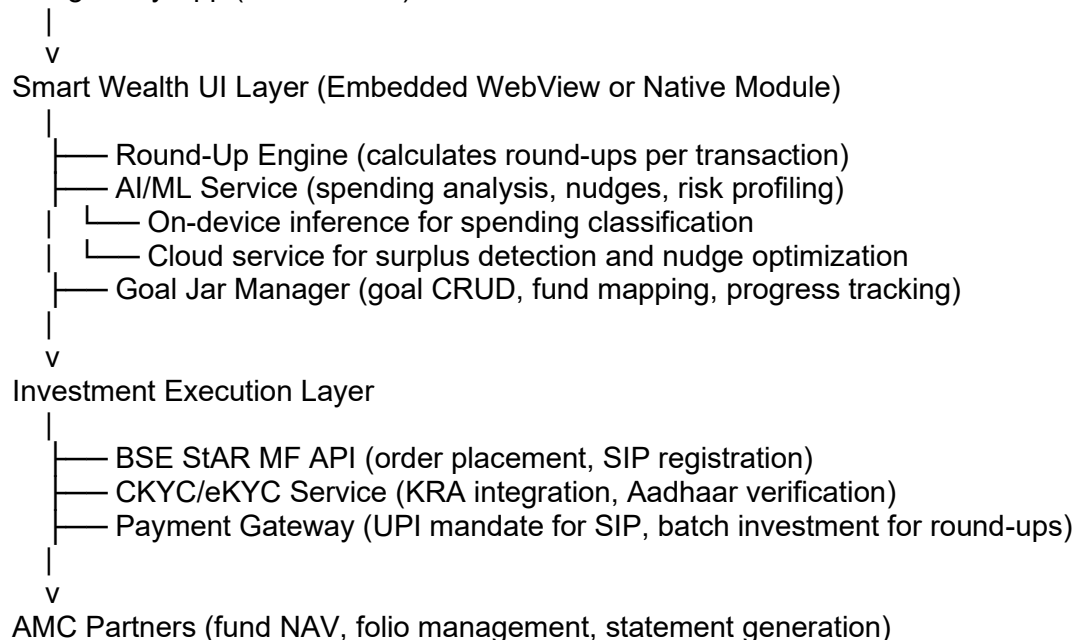 |
v
Smart Wealth UI Layer (Embedded WebView or Native Module)
|
├── Round-Up Engine (calculates round-ups per transaction)
├── AI/ML Service (spending analysis, nudges, risk profiling)
| └── On-device inference for spending classification
| └── Cloud service for surplus detection and nudge optimization
├── Goal Jar Manager (goal CRUD, fund mapping, progress tracking)
|
v
Investment Execution Layer
|
├── BSE StAR MF API (order placement, SIP registration)
├── CKYC/eKYC Service (KRA integration, Aadhaar verification)
├── Payment Gateway (UPI mandate for SIP, batch investment for round-ups)
|
v
AMC Partners (fund NAV, folio management, statement generation)